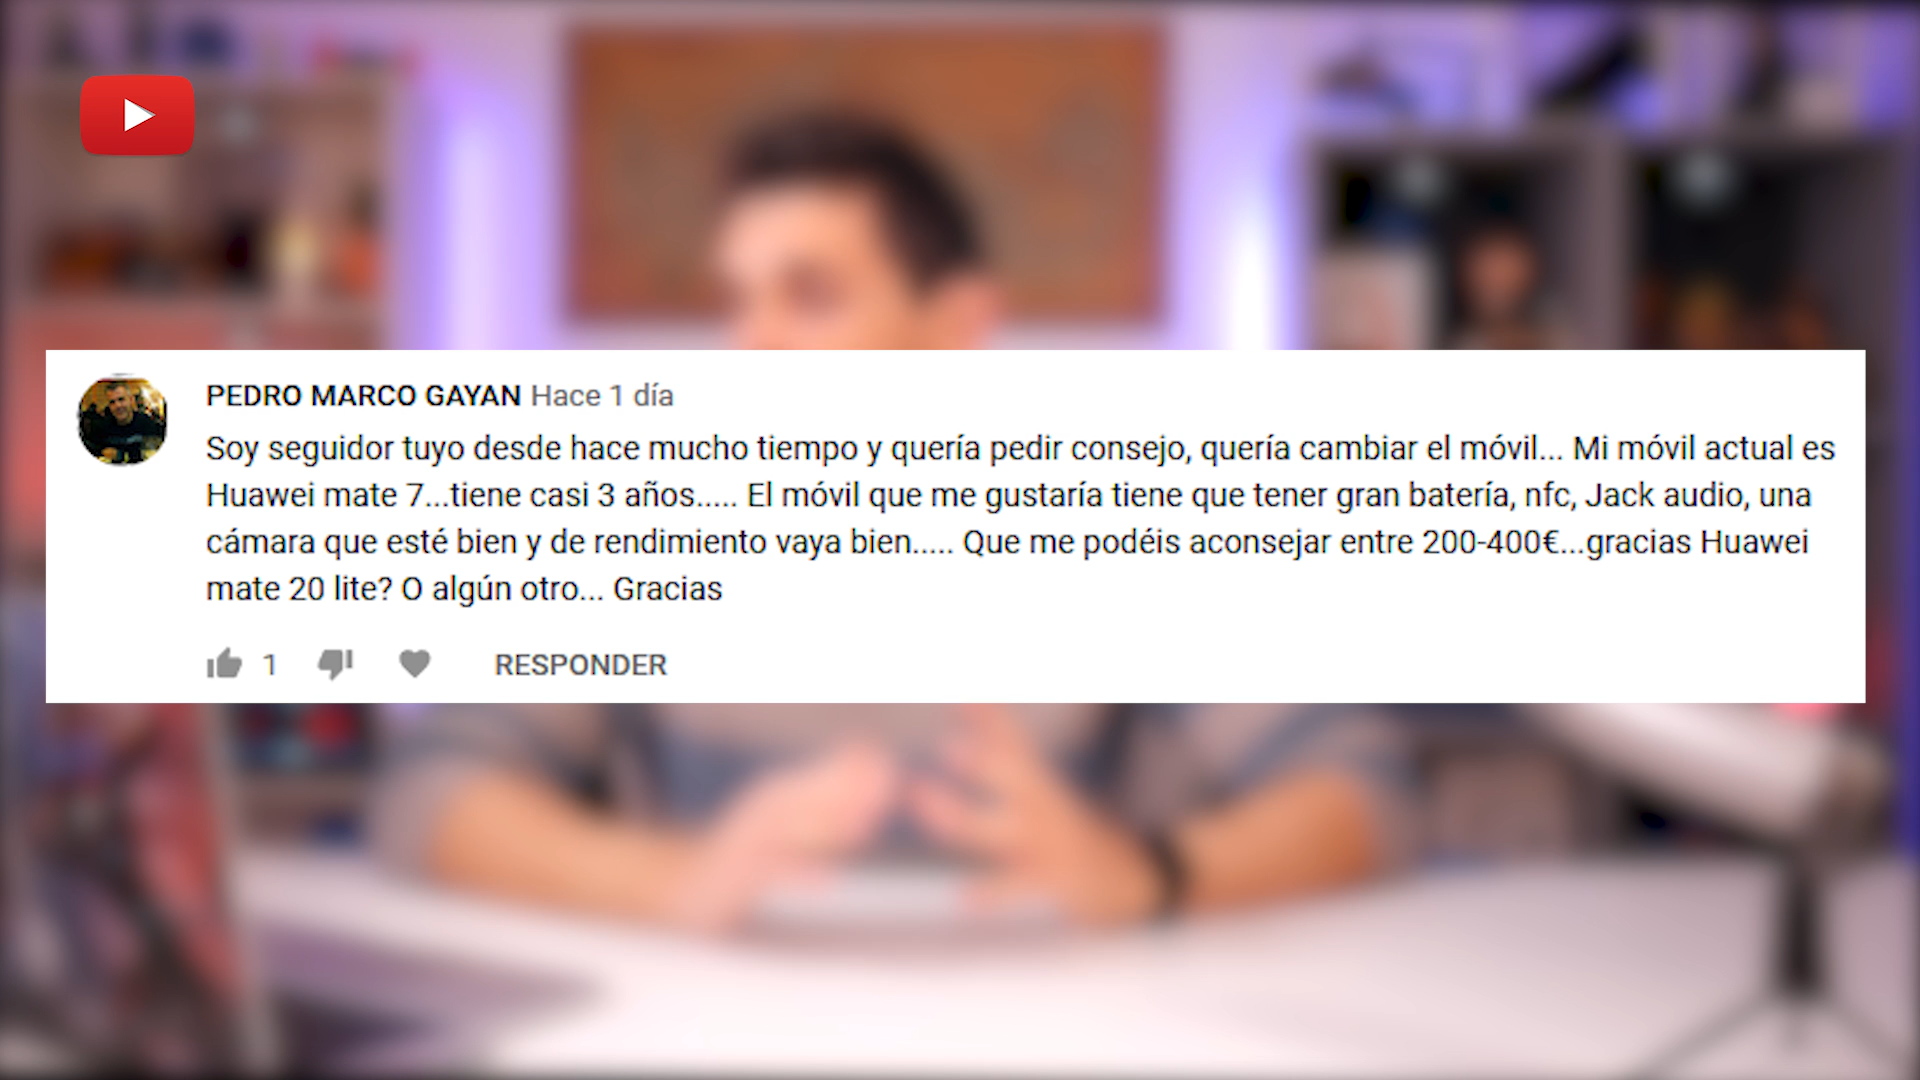 PEDRO MARCO GAYAN Hace 1 día
Soy seguidor tuyo desde hace mucho tiempo y quería pedir consejo, quería cambiar el móvil... Mi móvil actual es
Huawei mate 7...tiene casi 3 años..... El móvil que me gustaría tiene que tener gran batería, nfc, Jack audio, una
cámara que esté bien y de rendimiento vaya bien..... Que me podéis aconsejar entre 200-400€...gracias Huawei
mate 20 lite? O algún otro... Gracias
1 RESPONDER